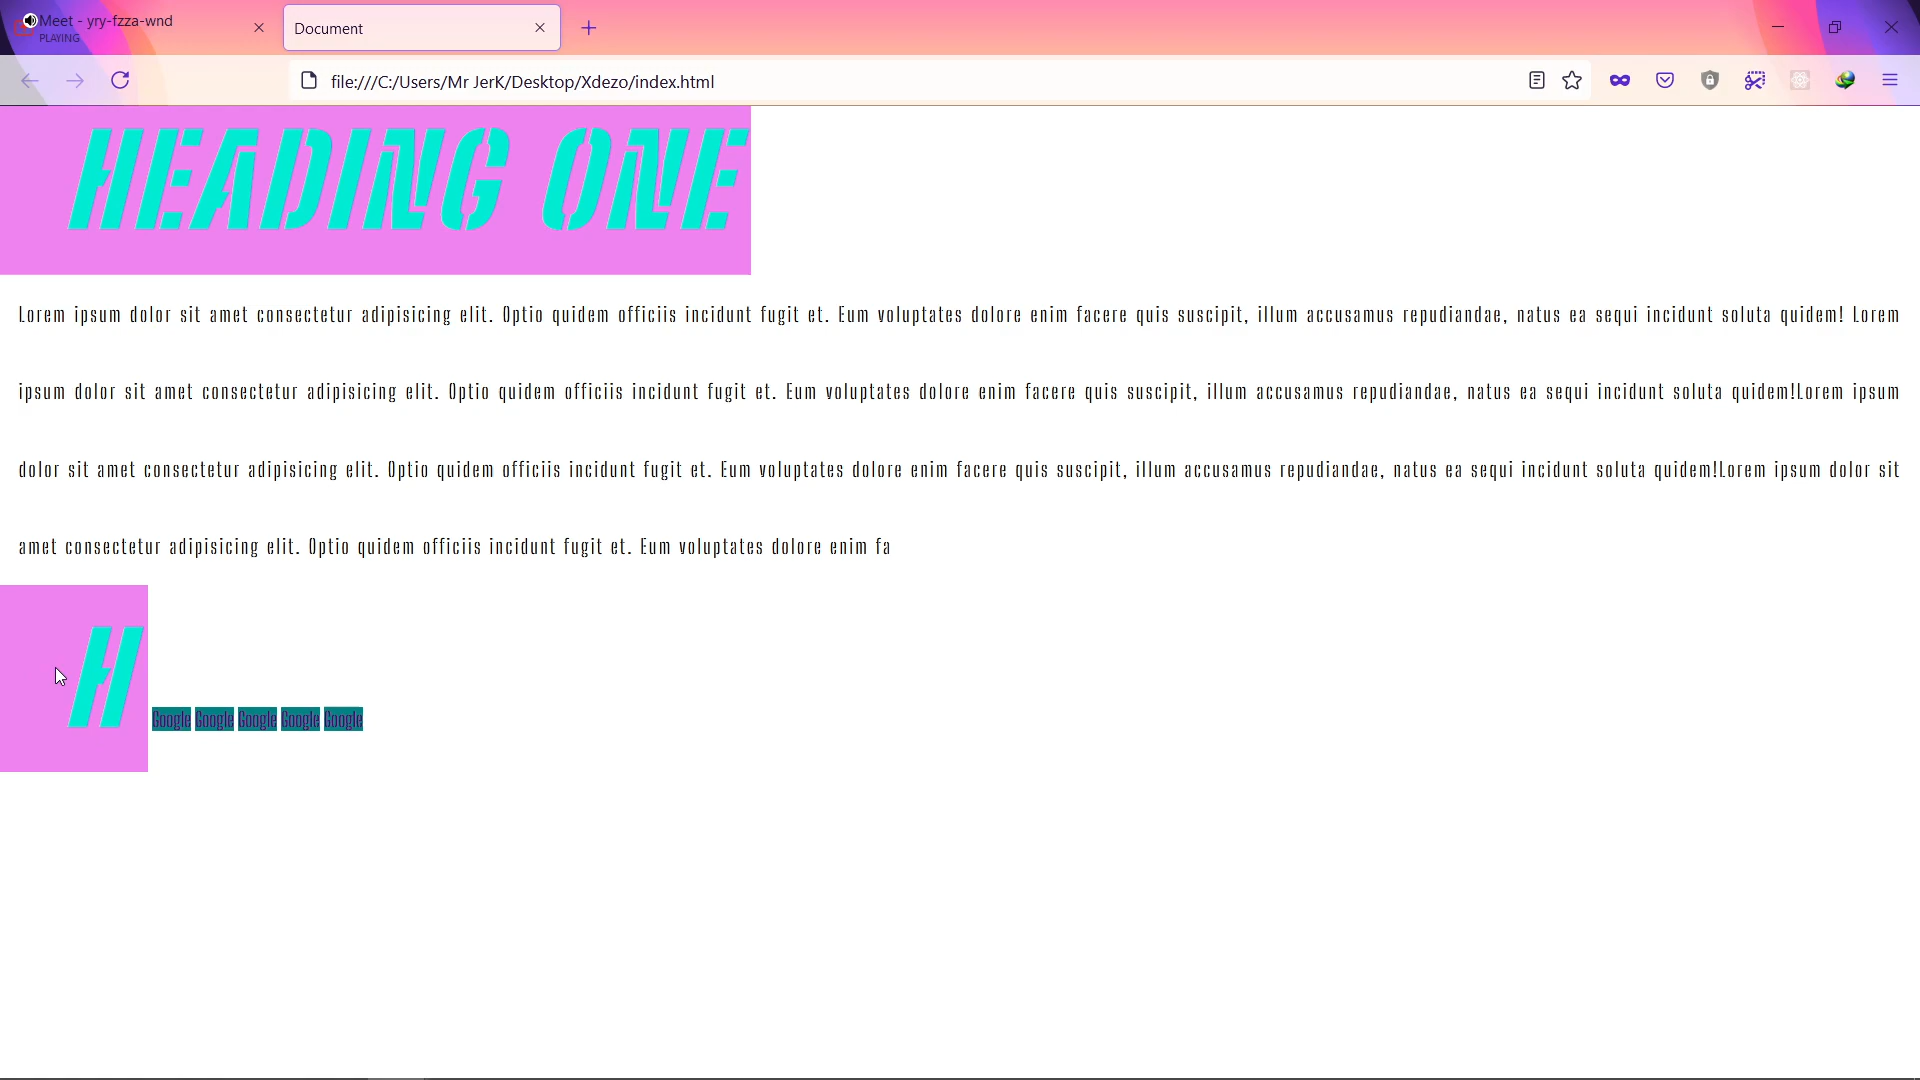 Meet - yry-fzza-wnd
PLAYING
Document
file:///C:/Users/Mr JerK/Desktop/Xdezo/index.html
HEADING ONE
Lorem ipsum dolor sit amet consectetur adipisicing elit. Optio quidem officiis incidunt fugit et. Eum voluptates dolore enim facere quis suscipit, illum accusamus repudiandae, natus ea sequi incidunt soluta quidem! Lorem
ipsum dolor sit amet consectetur adipisicing elit. Optio quidem officiis incidunt fugit et. Eum voluptates dolore enim facere quis suscipit, illum accusamus repudiandae, natus ea sequi incidunt soluta quidem!Lorem ipsum
dolor sit amet consectetur adipisicing elit. Optio quidem officiis incidunt fugit et. Eum voluptates dolore enim facere quis suscipit, illum accusamus repudiandae, natus ea sequi incidunt soluta quidem!Lorem ipsum dolor sit
amet consectetur adipisicing elit. Optio quidem officiis incidunt fugit et. Eum voluptates dolore enim fa
H
Google Google Google Google Google